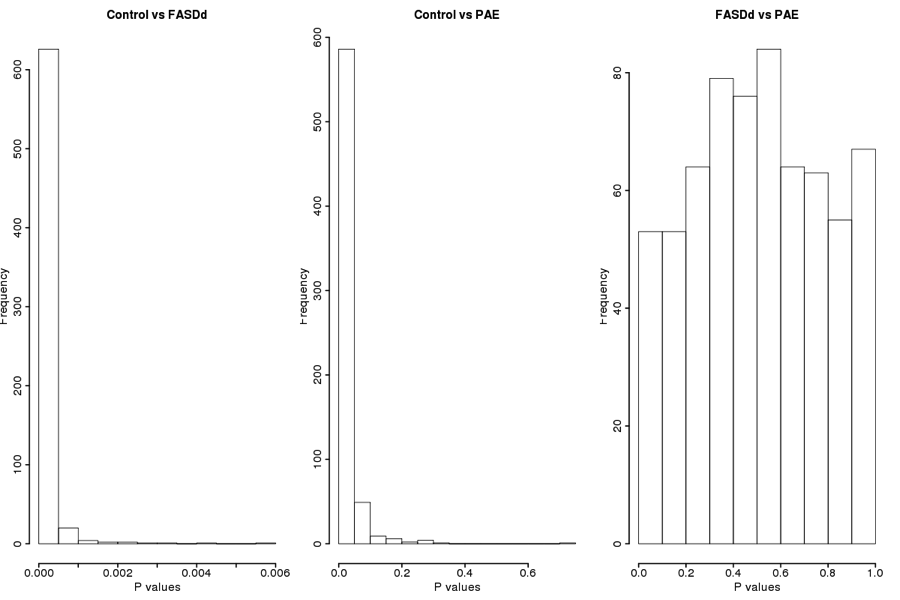 Control vs FASDd
Frequency
600
500
400
300
200
100
0
0.000 0.002 0.004 0.006
P values
Control vs PAE
Frequency
600
500
400
300
200
100
0
0.0 0.2 0.4 0.6
P values
FASDd vs PAE
Frequency
80
60
40
20
0
0.0 0.2 0.4 0.6 0.8 1.0
P values